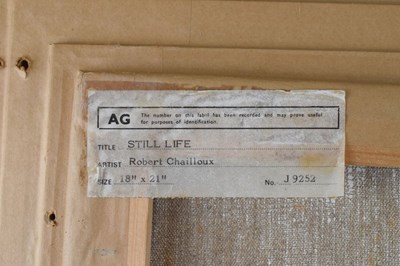 AG The number on this label has been recorded and may prove useful
for purposes of identification.
TITLE STILL LIFE
ARTIST Robert Chailloux
SIZE 18" x 21" No. J 9252